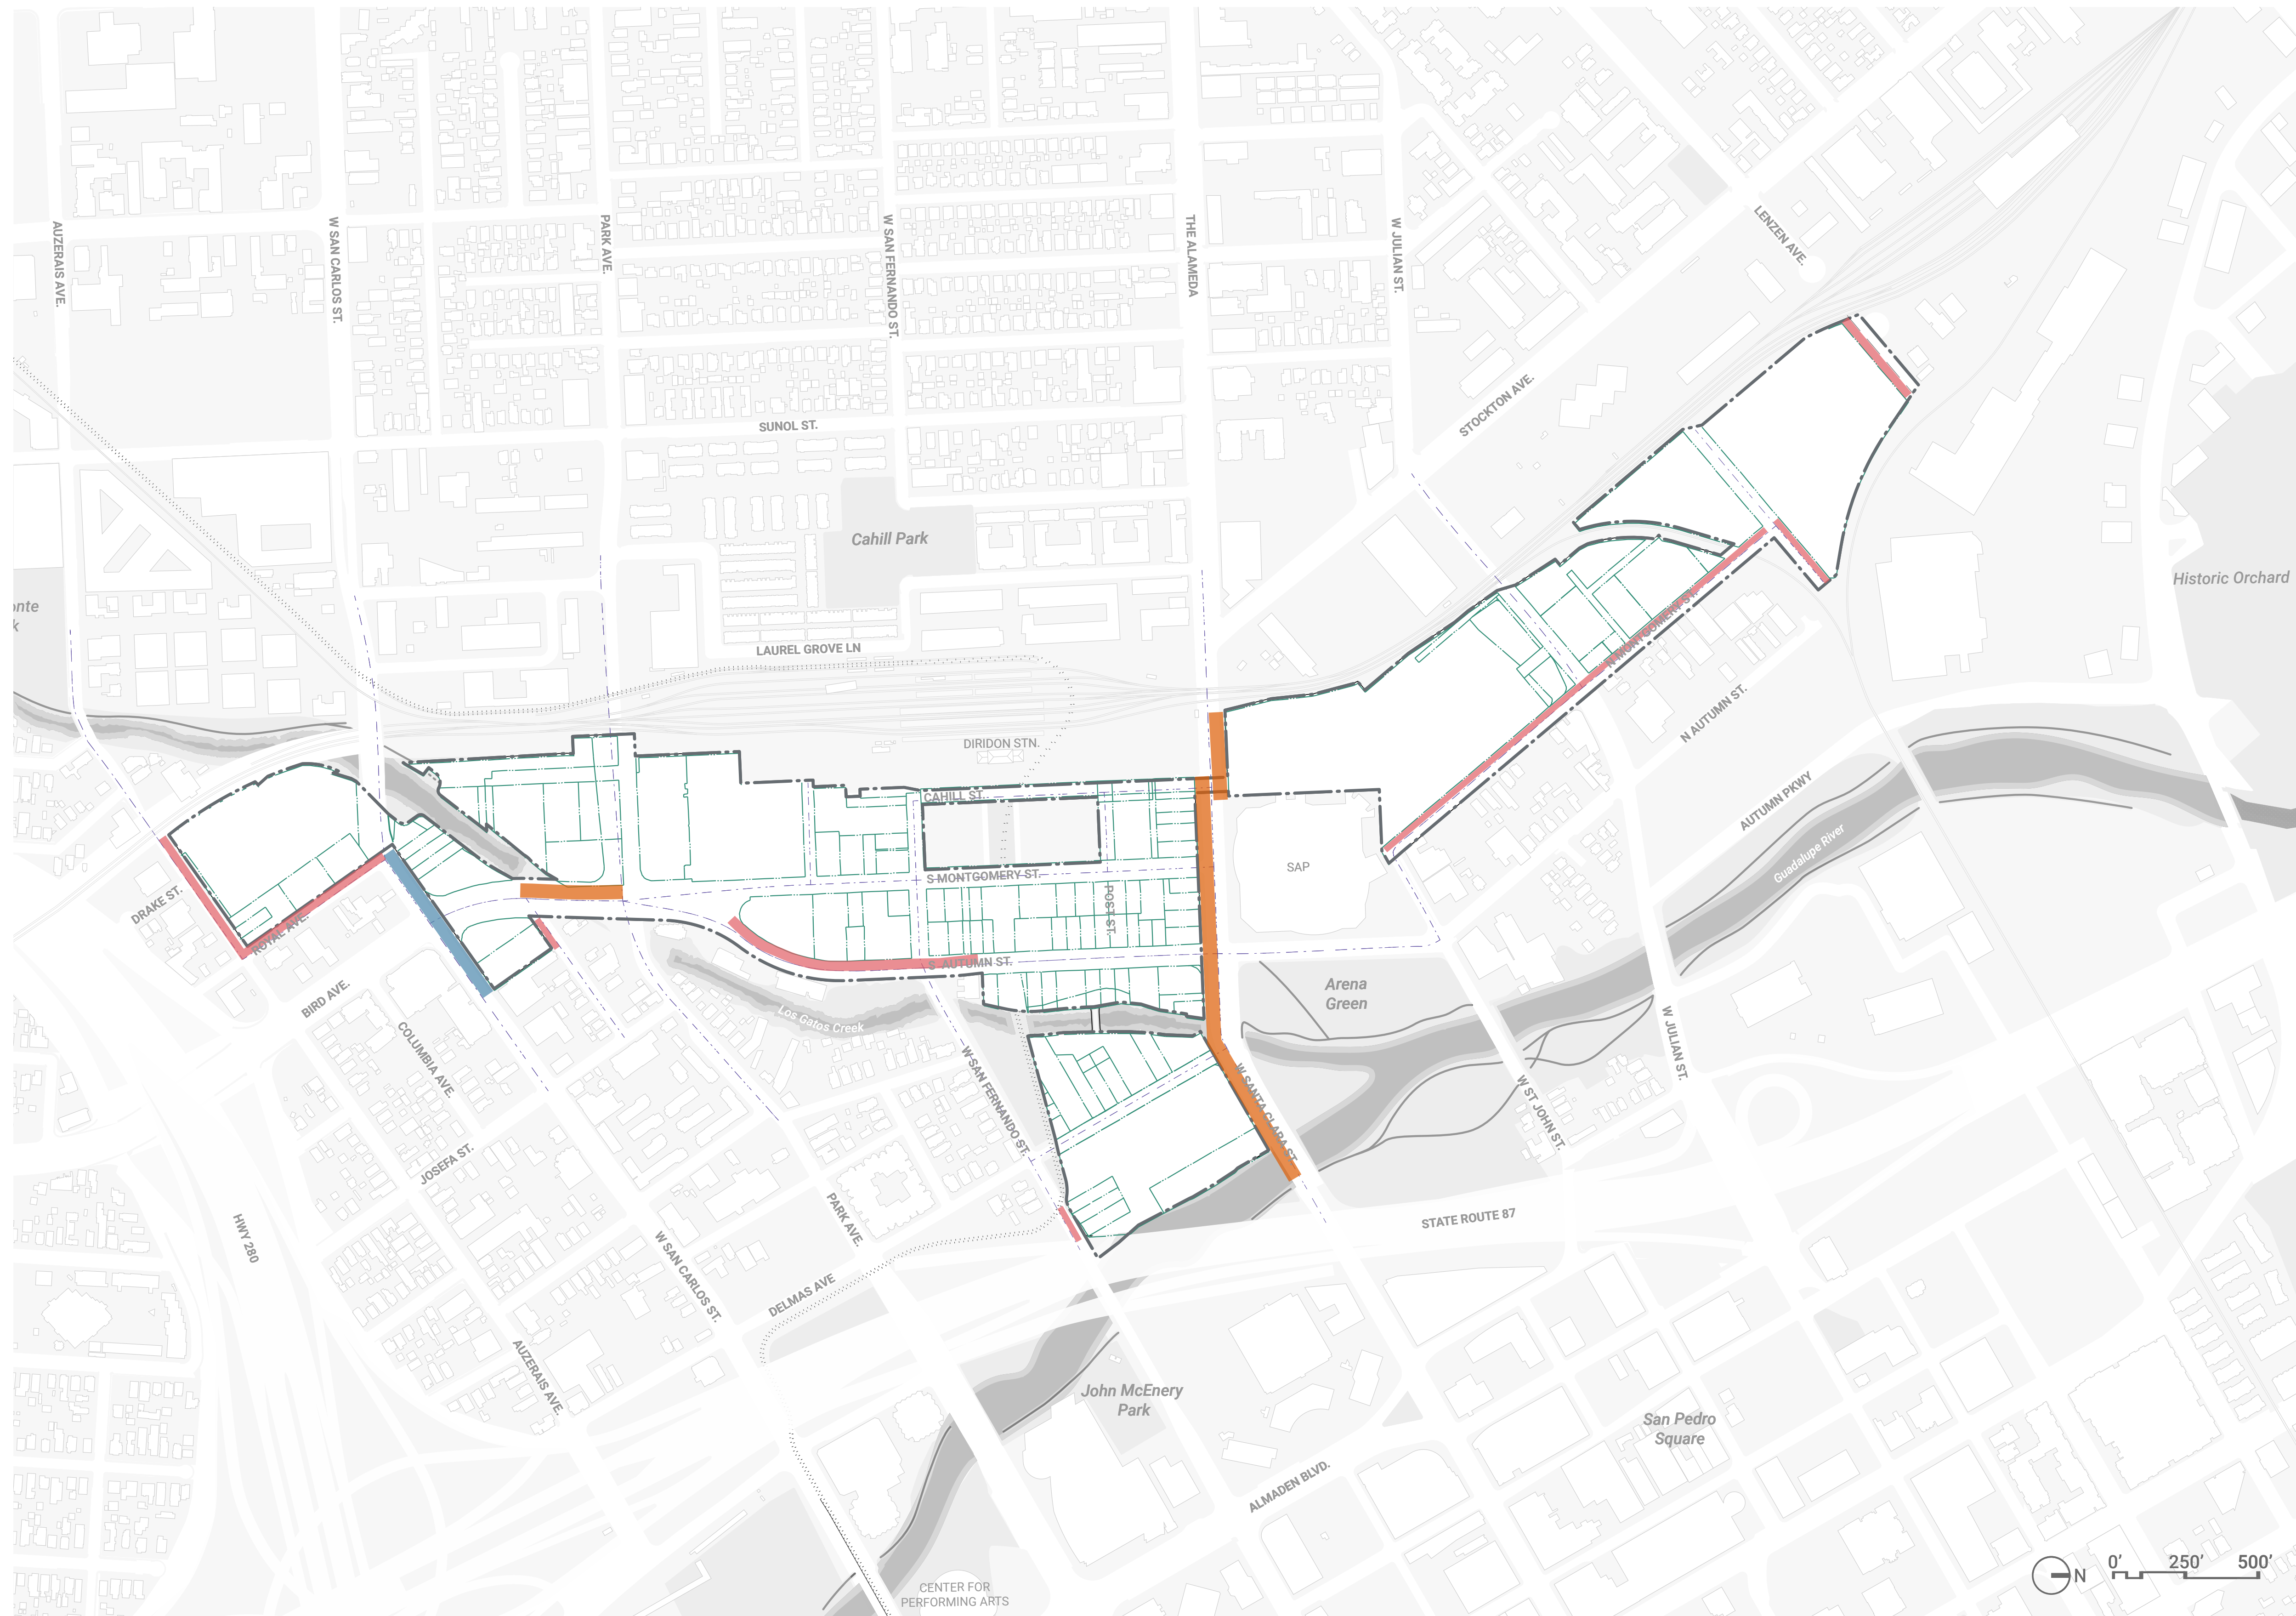 AUZERAIS AVE.
W SAN CARLOS ST.
PARK AVE.
W SAN FERNANDO ST.
THE ALAMEDA
W JULIAN ST.
LENZEN AVE.
STOCKTON AVE.
SUNOL ST.
Cahill Park
Historic Orchard
onte
k
LAUREL GROVE LN
N MONTGOMERY ST.
N AUTUMN ST.
DIRIDON STN.
CAHILL ST.
AUTUMN PKWY
Guadalupe River
SAP
S MONTGOMERY ST.
POST ST.
DRAKE ST.
ROYAL AVE.
S AUTUMN ST.
BIRD AVE.
Arena
Green
Los Gatos Creek
COLUMBIA AVE.
W SAN FERNANDO ST.
W SANTA CLARA ST.
W ST JOHN ST.
W JULIAN ST.
JOSEFA ST.
HWY 280
PARK AVE.
W SAN CARLOS ST.
STATE ROUTE 87
DELMAS AVE
AUZERAIS AVE.
John McEnery
Park
San Pedro
Square
ALMADEN BLVD.
CENTER FOR
PERFORMING ARTS
N
0' 250' 500'